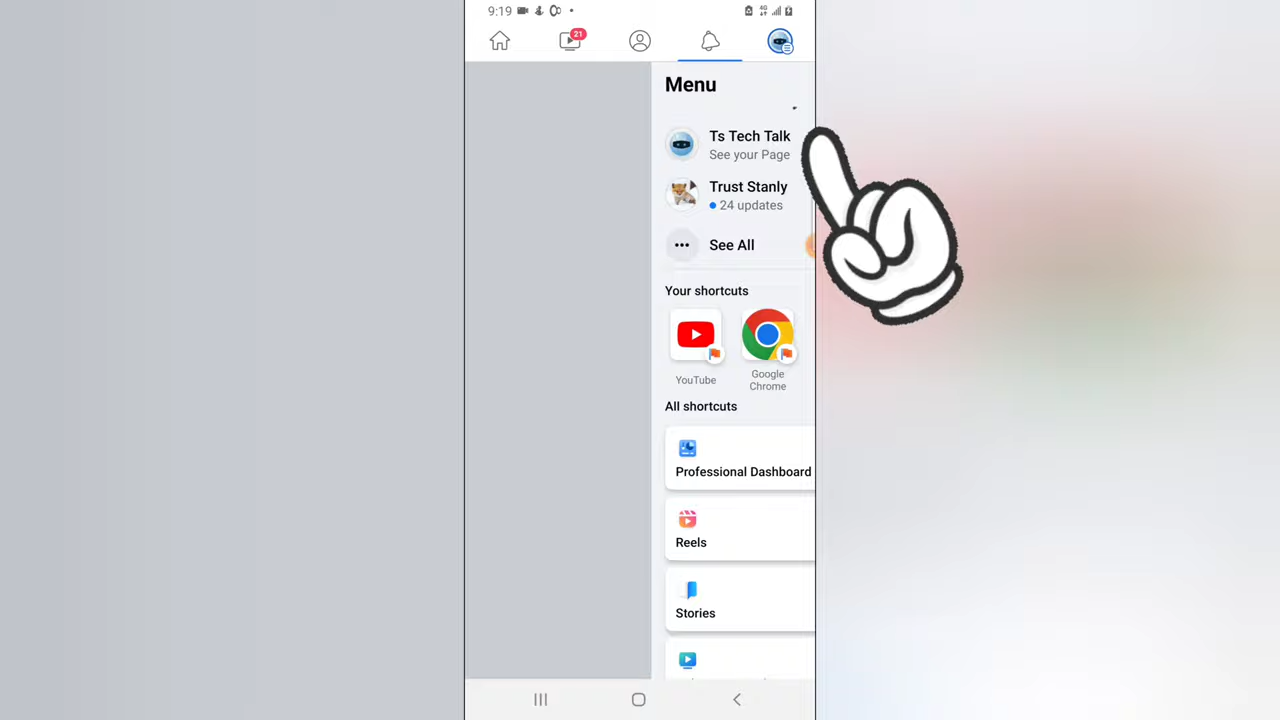 9:19
4G
21
Menu
Ts Tech Talk
See your Page
Trust Stanly
24 updates
See All
Your shortcuts
YouTube
Google
Chrome
All shortcuts
Professional Dashboard
Reels
Stories